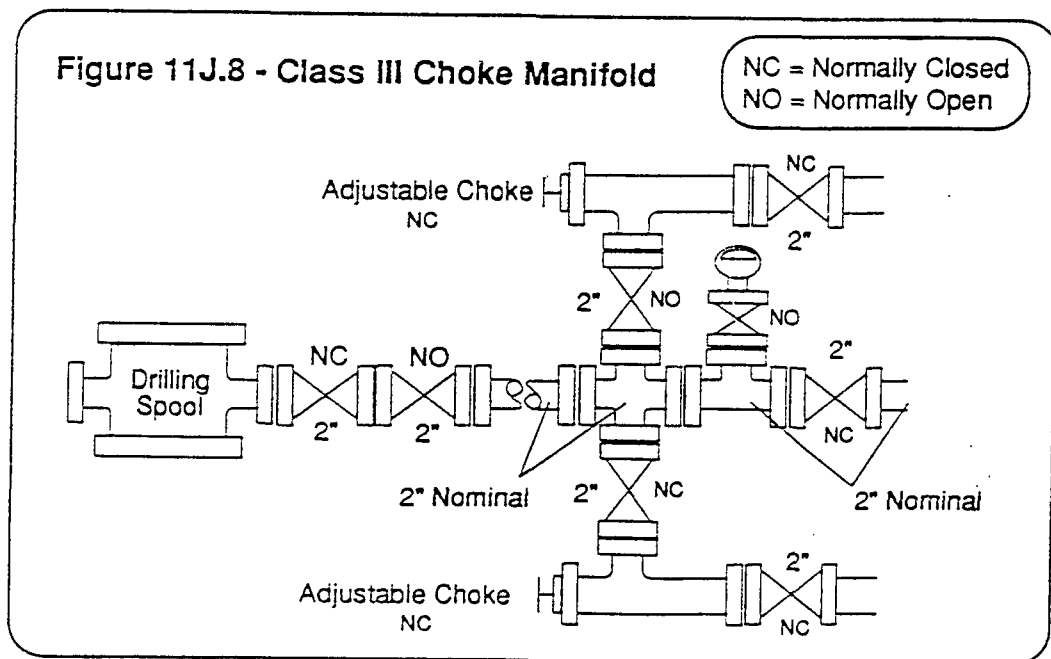 Figure 11J.8 - Class III Choke Manifold
NC = Normally Closed
NO = Normally Open
Adjustable Choke
NC
NC
2"
2"
NO
NO
Drilling
Spool
NC
NO
2"
2"
2"
NC
2" Nominal
2"
NC
2" Nominal
Adjustable Choke
NC
2"
NC